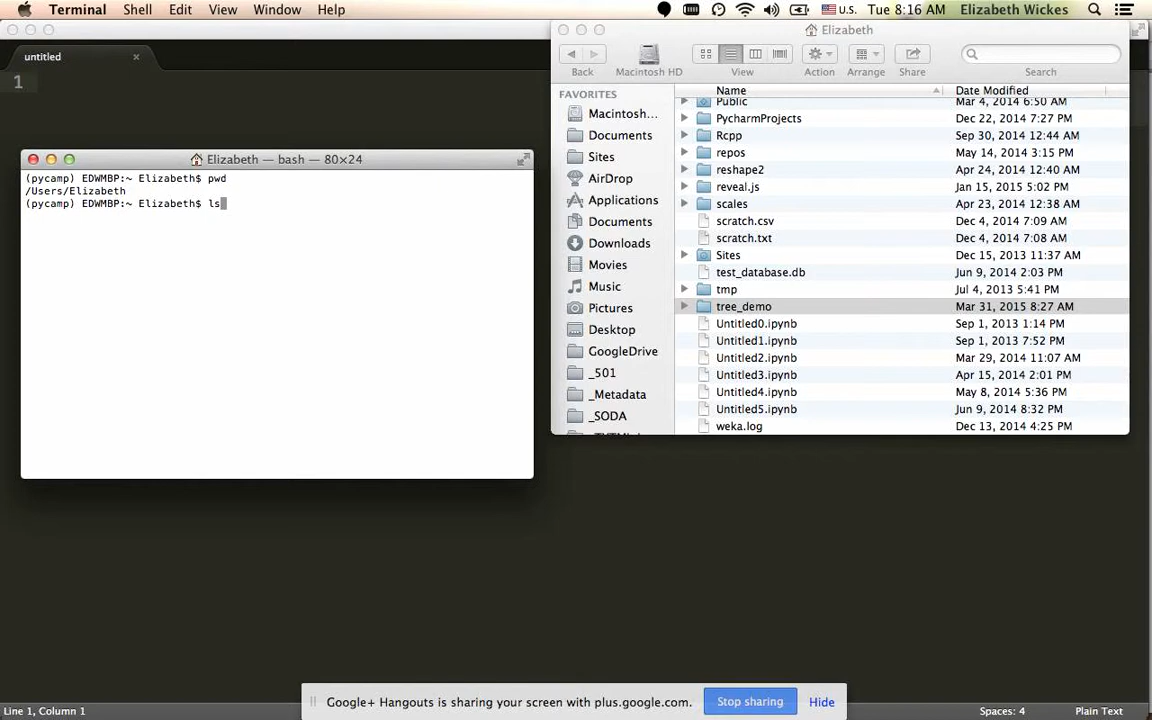 Terminal Shell Edit View Window Help U.S. Tue 8:16 AM Elizabeth Wickes
untitled ×
1
Elizabeth — bash — 80×24
(pycamp) EDWMBP:~ Elizabeth$ pwd
/Users/Elizabeth
(pycamp) EDWMBP:~ Elizabeth$ ls
Elizabeth
Back Macintosh HD View Action Arrange Share Search
FAVORITES
Macintosh...
Documents
Sites
AirDrop
Applications
Documents
Downloads
Movies
Music
Pictures
Desktop
GoogleDrive
_501
_Metadata
_SODA
Name Date Modified
Public Mar 4, 2014 6:50 AM
PycharmProjects Dec 22, 2014 7:27 PM
Rcpp Sep 30, 2014 12:44 AM
repos May 14, 2014 3:15 PM
reshape2 Apr 24, 2014 12:40 AM
reveal.js Jan 15, 2015 5:02 PM
scales Apr 23, 2014 12:38 AM
scratch.csv Dec 4, 2014 7:09 AM
scratch.txt Dec 4, 2014 7:08 AM
Sites Dec 15, 2013 11:37 AM
test_database.db Jun 9, 2014 2:03 PM
tmp Jul 4, 2013 5:41 PM
tree_demo Mar 31, 2015 8:27 AM
Untitled0.ipynb Sep 1, 2013 1:14 PM
Untitled1.ipynb Sep 1, 2013 7:52 PM
Untitled2.ipynb Mar 29, 2014 11:07 AM
Untitled3.ipynb Apr 15, 2014 2:01 PM
Untitled4.ipynb May 8, 2014 5:36 PM
Untitled5.ipynb Jun 9, 2014 8:32 PM
weka.log Dec 13, 2014 4:25 PM
Google+ Hangouts is sharing your screen with plus.google.com. Stop sharing Hide
Line 1, Column 1 Spaces: 4 Plain Text